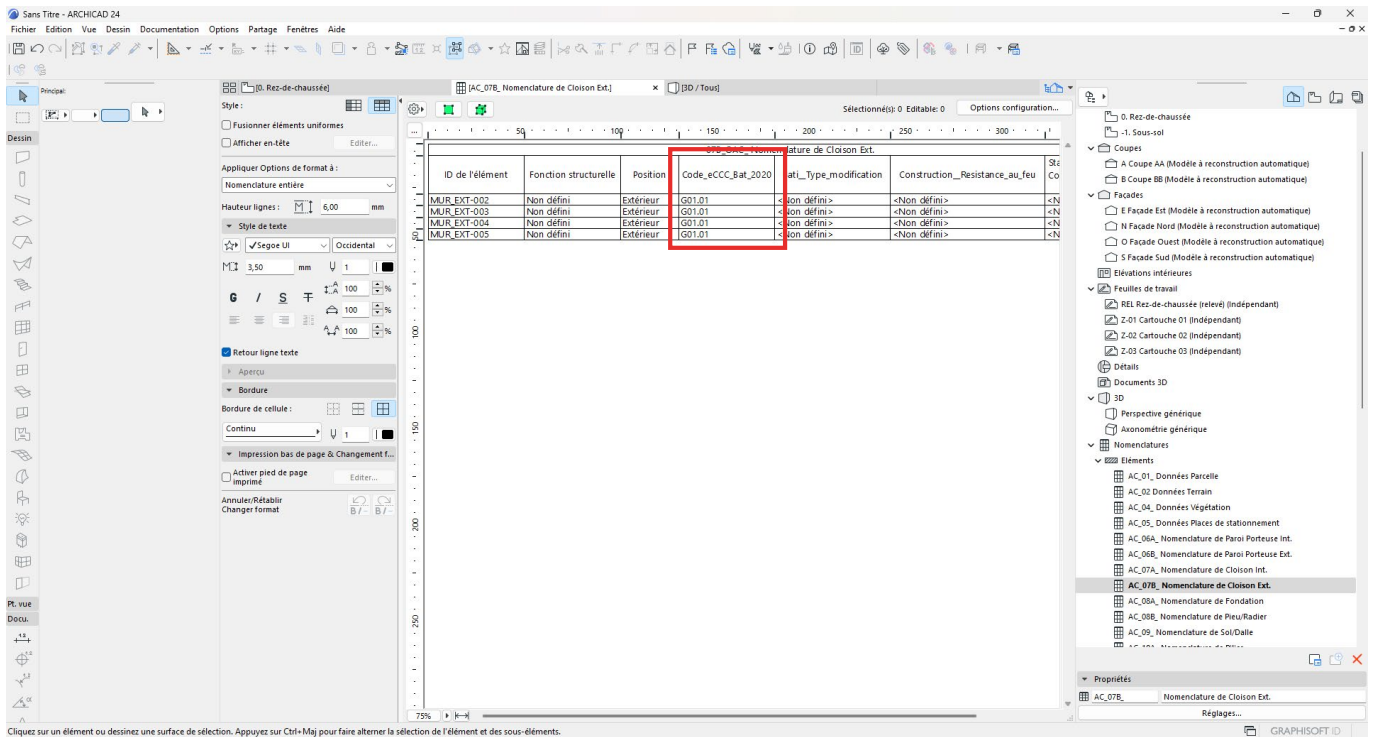 Sans Titre - ARCHICAD 24
Fichier Edition Vue Dessin Documentation Options Partage Fenêtres Aide
Principal:
Dessin
Pt. vue
Docu.
[0. Rez-de-chaussée]
[AC_07B_ Nomenclature de Cloison Ext.]
[3D / Tous]
Style :
Fusionner éléments uniformes
Afficher en-tête
Editer...
Appliquer Options de format à :
Nomenclature entière
Hauteur lignes :
6,00 mm
Style de texte
Segoe UI
Occidental
3,50 mm
1
G / S T
100 %
100 %
100 %
Retour ligne texte
Aperçu
Bordure
Bordure de cellule :
Continu
1
Impression bas de page & Changement f...
Activer pied de page imprimé
Editer...
Annuler/Rétablir
Changer format
B / -
B / -
Sélectionné(s): 0 Editable: 0
Options configuration...
50 100 150 200 250 300
50
100
150
200
250
Nomenclature de Cloison Ext.
ID de l'élément Fonction structurelle Position Code_eCCC_Bat_2020 ati__Type_modification Construction__Resistance_au_feu
MUR_EXT-002 Non défini Extérieur G01.01 <Non défini> <Non défini>
MUR_EXT-003 Non défini Extérieur G01.01 <Non défini> <Non défini>
MUR_EXT-004 Non défini Extérieur G01.01 <Non défini> <Non défini>
MUR_EXT-005 Non défini Extérieur G01.01 <Non défini> <Non défini>
75%
0. Rez-de-chaussée
-1. Sous-sol
Coupes
A Coupe AA (Modèle à reconstruction automatique)
B Coupe BB (Modèle à reconstruction automatique)
Façades
E Façade Est (Modèle à reconstruction automatique)
N Façade Nord (Modèle à reconstruction automatique)
O Façade Ouest (Modèle à reconstruction automatique)
S Façade Sud (Modèle à reconstruction automatique)
Elévations intérieures
Feuilles de travail
REL Rez-de-chaussée (relevé) (Indépendant)
Z-01 Cartouche 01 (Indépendant)
Z-02 Cartouche 02 (Indépendant)
Z-03 Cartouche 03 (Indépendant)
Détails
Documents 3D
3D
Perspective générique
Axonométrie générique
Nomenclatures
Eléments
AC_01_ Données Parcelle
AC_02 Données Terrain
AC_04_ Données Végétation
AC_05_ Données Places de stationnement
AC_06A_ Nomenclature de Paroi Porteuse Int.
AC_06B_ Nomenclature de Paroi Porteuse Ext.
AC_07A_ Nomenclature de Cloison Int.
AC_07B_ Nomenclature de Cloison Ext.
AC_08A_ Nomenclature de Fondation
AC_08B_ Nomenclature de Pieu/Radier
AC_09_ Nomenclature de Sol/Dalle
Propriétés
AC_07B_ Nomenclature de Cloison Ext.
Réglages...
Cliquez sur un élément ou dessinez une surface de sélection. Appuyez sur Ctrl+Maj pour faire alterner la sélection de l'élément et des sous-éléments.
GRAPHISOFT ID